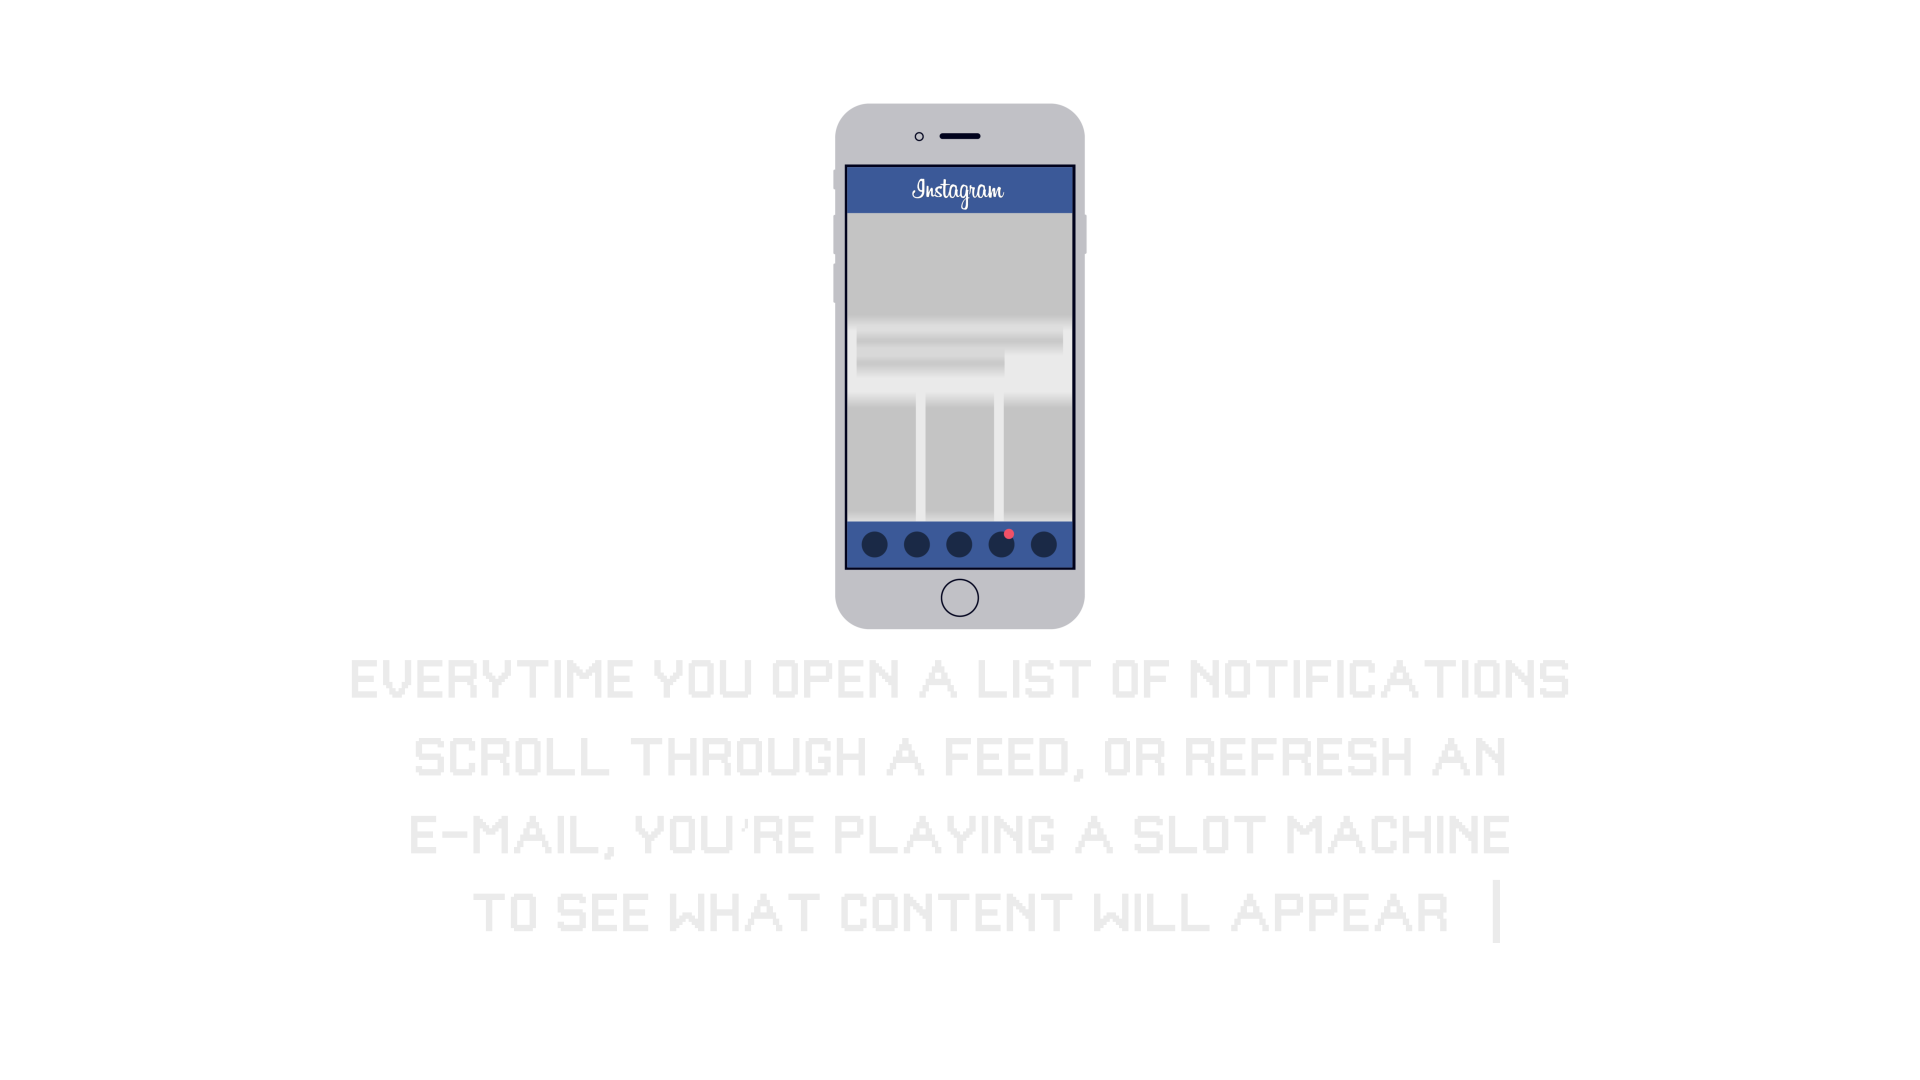 Instagram
EVERYTIME YOU OPEN A LIST OF NOTIFICATIONS
SCROLL THROUGH A FEED, OR REFRESH AN
E-MAIL, YOU'RE PLAYING A SLOT MACHINE
TO SEE WHAT CONTENT WILL APPEAR |